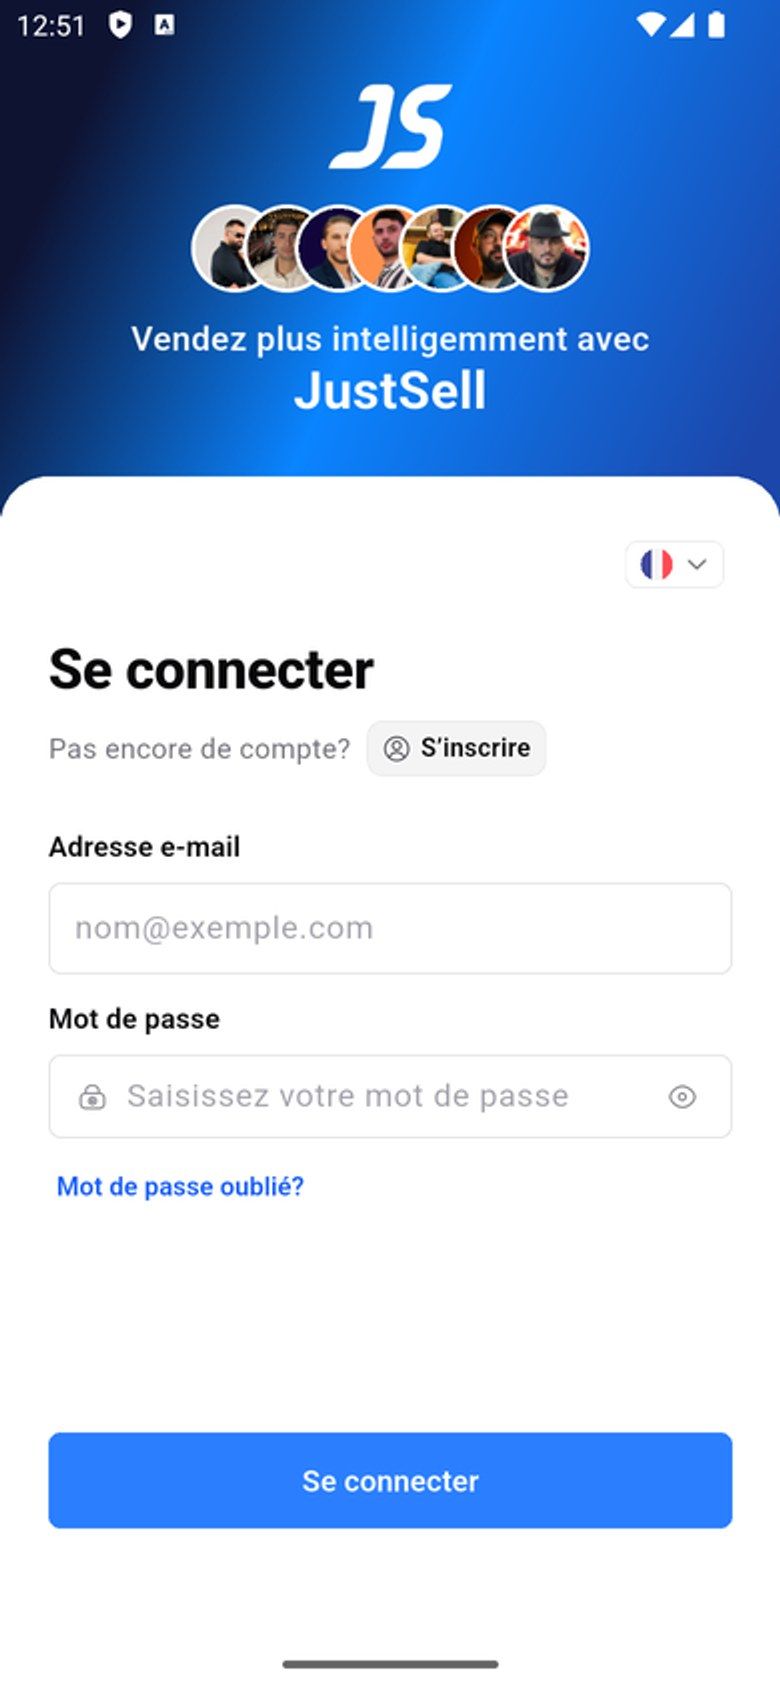 12:51
JS
Vendez plus intelligemment avec
JustSell
Se connecter
Pas encore de compte? S'inscrire
Adresse e-mail
nom@exemple.com
Mot de passe
Saisissez votre mot de passe
Mot de passe oublié?
Se connecter